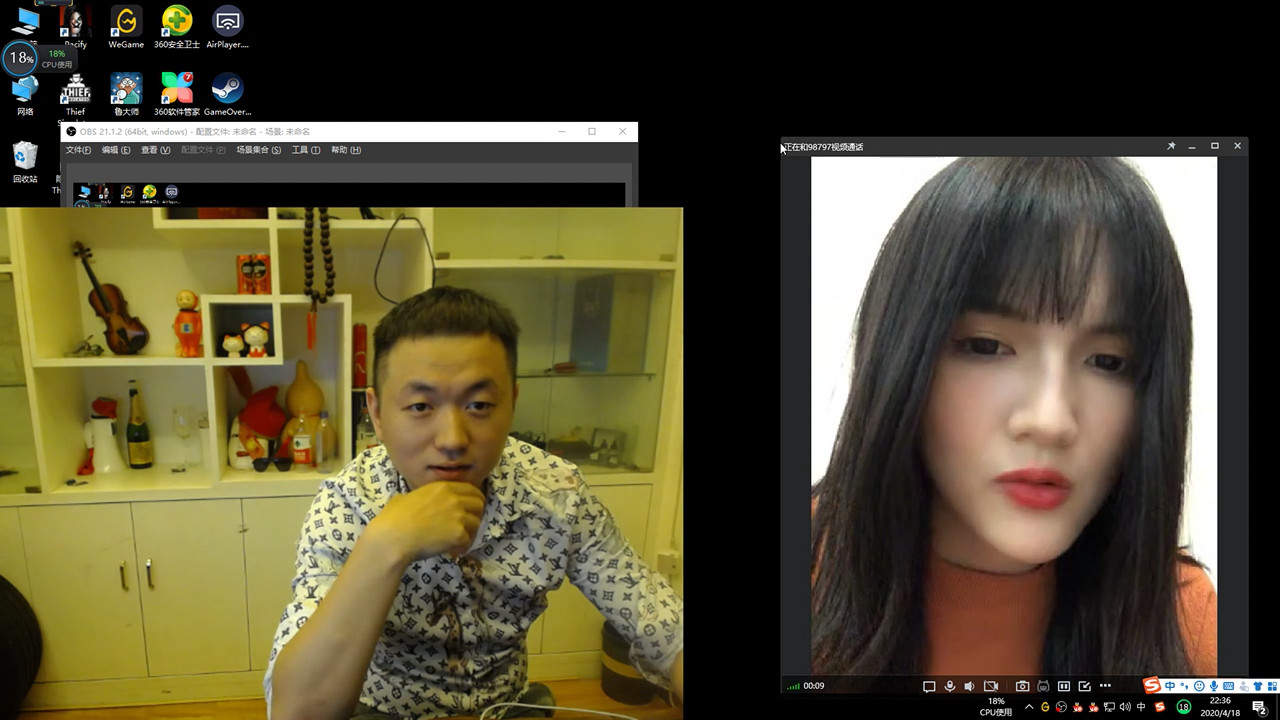 Pacify
WeGame
360安全卫士
AirPlayer....
18%
18%
CPU使用
网络
Thief
鲁大师
360软件管家
GameOver...
回收站
OBS 21.1.2 (64bit, windows) - 配置文件: 未命名 - 场景: 未命名
文件(F)
编辑 (E)
查看 (V)
配置文件 (P)
场景集合 (S)
工具 (T)
帮助 (H)
正在和98797视频通话
00:09
中
18%
CPU使用
中
18
22:36
2020/4/18
2